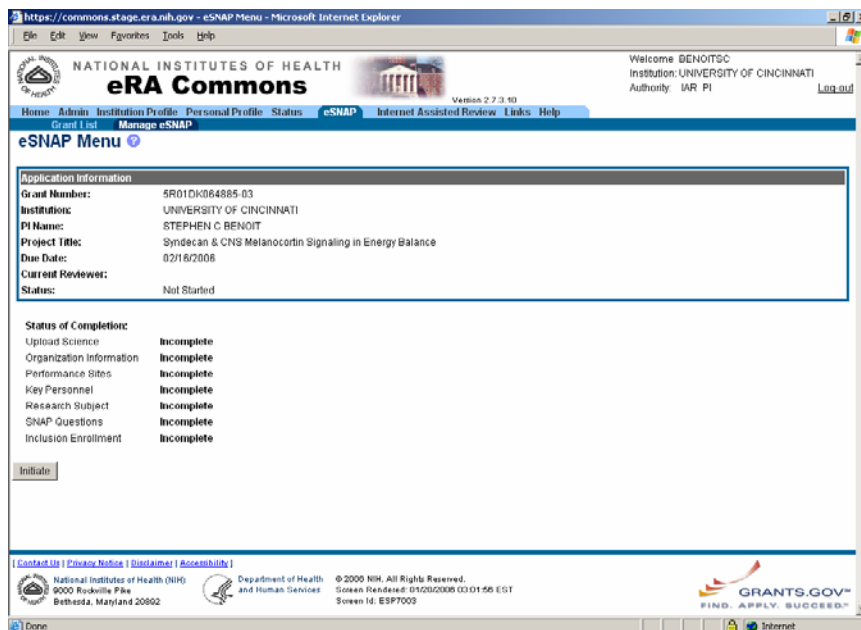 https://commons.stage.era.nih.gov - eSNAP Menu - Microsoft Internet Explorer
File Edit View Favorites Tools Help
NATIONAL INSTITUTES OF HEALTH
eRA Commons
Version 2.7.3.10
Welcome BENOITSC
Institution: UNIVERSITY OF CINCINNATI
Authority: IAR PI
Log-out
Home Admin Institution Profile Personal Profile Status eSNAP Internet Assisted Review Links Help
Grant List Manage eSNAP
eSNAP Menu ?
Application Information
Grant Number: 5R01DK064885-03
Institution: UNIVERSITY OF CINCINNATI
PI Name: STEPHEN C BENOIT
Project Title: Syndecan & CNS Melanocortin Signaling in Energy Balance
Due Date: 02/16/2006
Current Reviewer:
Status: Not Started
Status of Completion:
Upload Science Incomplete
Organization Information Incomplete
Performance Sites Incomplete
Key Personnel Incomplete
Research Subject Incomplete
SNAP Questions Incomplete
Inclusion Enrollment Incomplete
Initiate
[ Contact Us | Privacy Notice | Disclaimer | Accessibility ]
National Institutes of Health (NIH)
9000 Rockville Pike
Bethesda, Maryland 20892
Department of Health
and Human Services
© 2006 NIH. All Rights Reserved.
Screen Rendered: 01/20/2006 03:01:56 EST
Screen Id: ESP7003
GRANTS.GOV℠
FIND. APPLY. SUCCEED.℠
Done
Internet